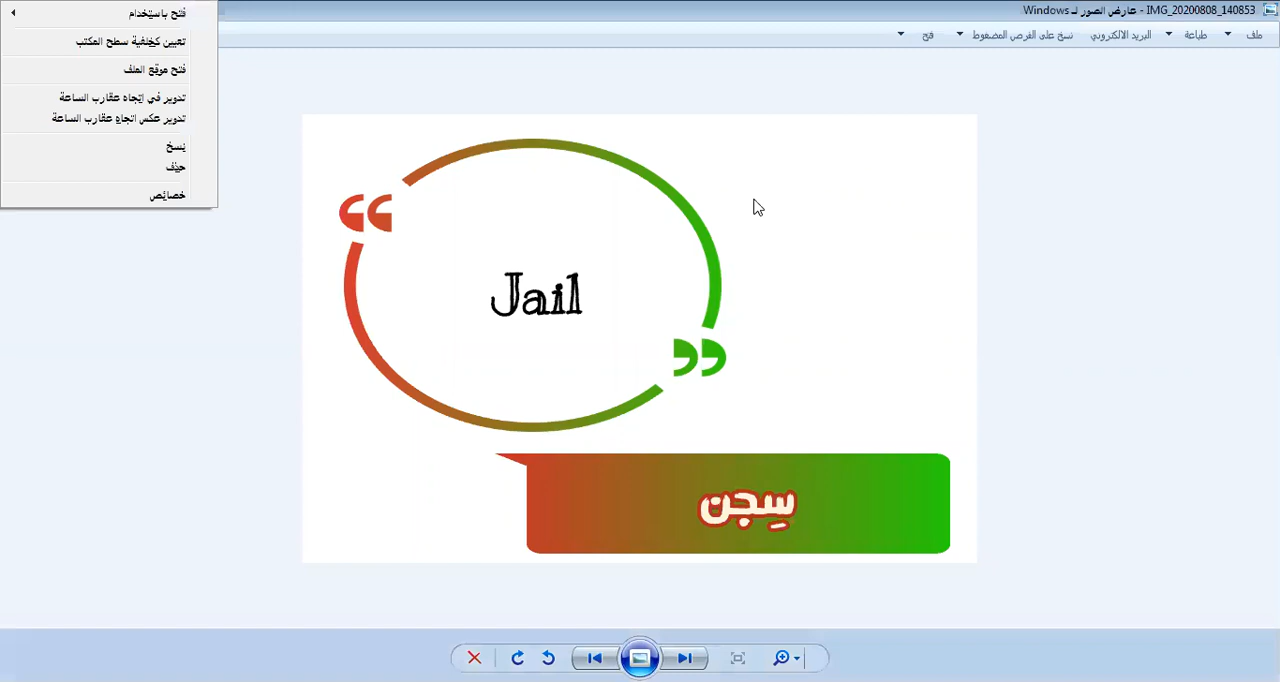 IMG_20200808_140853 - عارض الصور لـ Windows
ملف
طباعة
البريد الالكتروني
نسخ على القرص المضغوط
فتح
فتح باستخدام
تعيين كخلفية سطح المكتب
فتح موقع الملف
تدوير في اتجاه عقارب الساعة
تدوير عكس اتجاه عقارب الساعة
نسخ
حذف
خصائص
“
Jail
”
سِجن